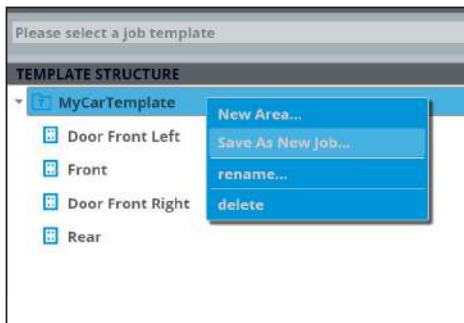 Please select a job template
TEMPLATE STRUCTURE
MyCarTemplate
New Area...
Save As New Job...
rename...
delete
Door Front Left
Front
Door Front Right
Rear